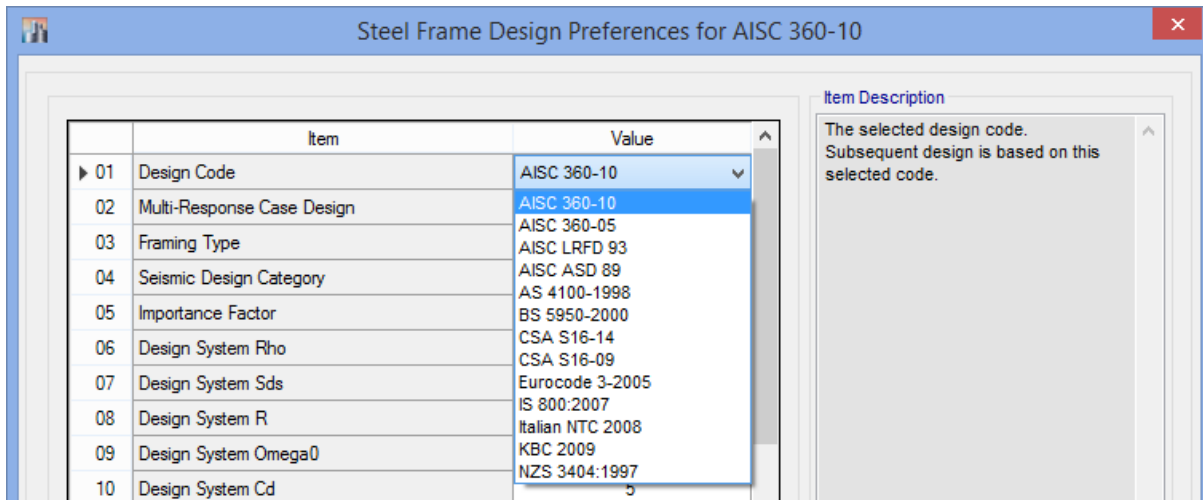 Steel Frame Design Preferences for AISC 360-10
Item Value
01 Design Code AISC 360-10
02 Multi-Response Case Design
03 Framing Type
04 Seismic Design Category
05 Importance Factor
06 Design System Rho
07 Design System Sds
08 Design System R
09 Design System Omega0
10 Design System Cd 5
AISC 360-10
AISC 360-05
AISC LRFD 93
AISC ASD 89
AS 4100-1998
BS 5950-2000
CSA S16-14
CSA S16-09
Eurocode 3-2005
IS 800:2007
Italian NTC 2008
KBC 2009
NZS 3404:1997
Item Description
The selected design code.
Subsequent design is based on this
selected code.